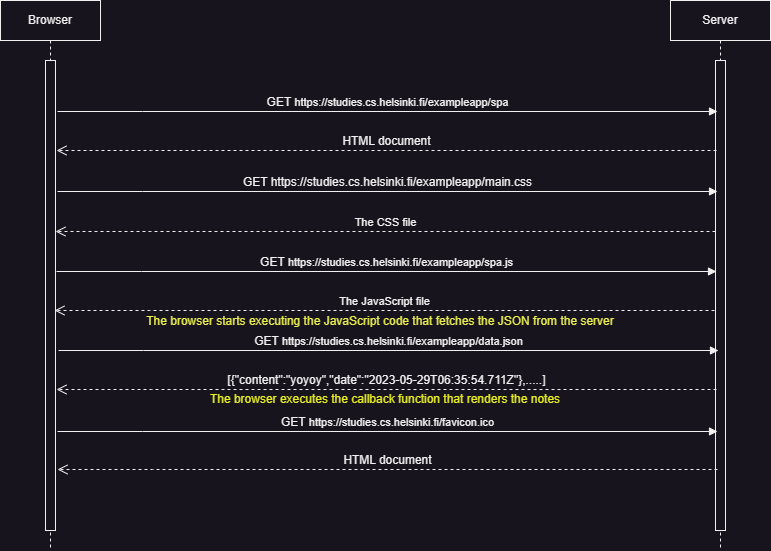 Browser
Server
GET https://studies.cs.helsinki.fi/exampleapp/spa
HTML document
GET https://studies.cs.helsinki.fi/exampleapp/main.css
The CSS file
GET https://studies.cs.helsinki.fi/exampleapp/spa.js
The JavaScript file
The browser starts executing the JavaScript code that fetches the JSON from the server
GET https://studies.cs.helsinki.fi/exampleapp/data.json
[{"content":"yoyoy","date":"2023-05-29T06:35:54.711Z"},.....]
The browser executes the callback function that renders the notes
GET https://studies.cs.helsinki.fi/favicon.ico
HTML document